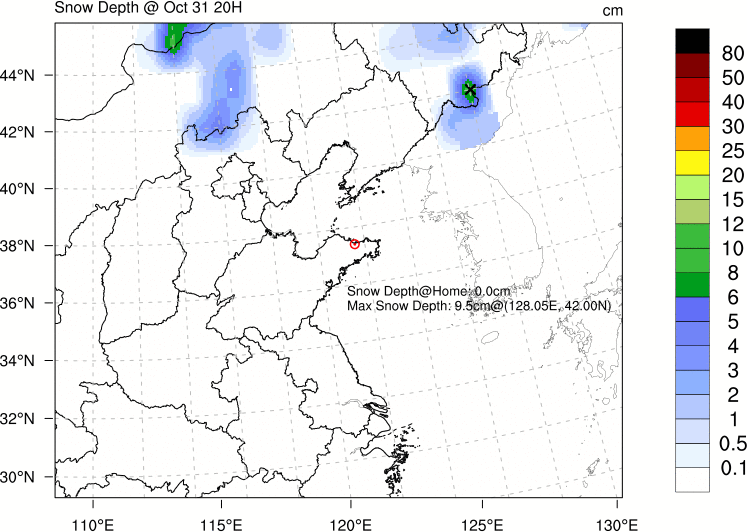 Snow Depth @ Oct 31 20H
cm
80
50
40
30
25
20
15
12
10
8
6
5
4
3
2
1
0.5
0.1
44°N
42°N
40°N
38°N
36°N
34°N
32°N
30°N
Snow Depth@Home: 0.0cm
Max Snow Depth: 9.5cm@(128.05E, 42.00N)
110°E
115°E
120°E
125°E
130°E